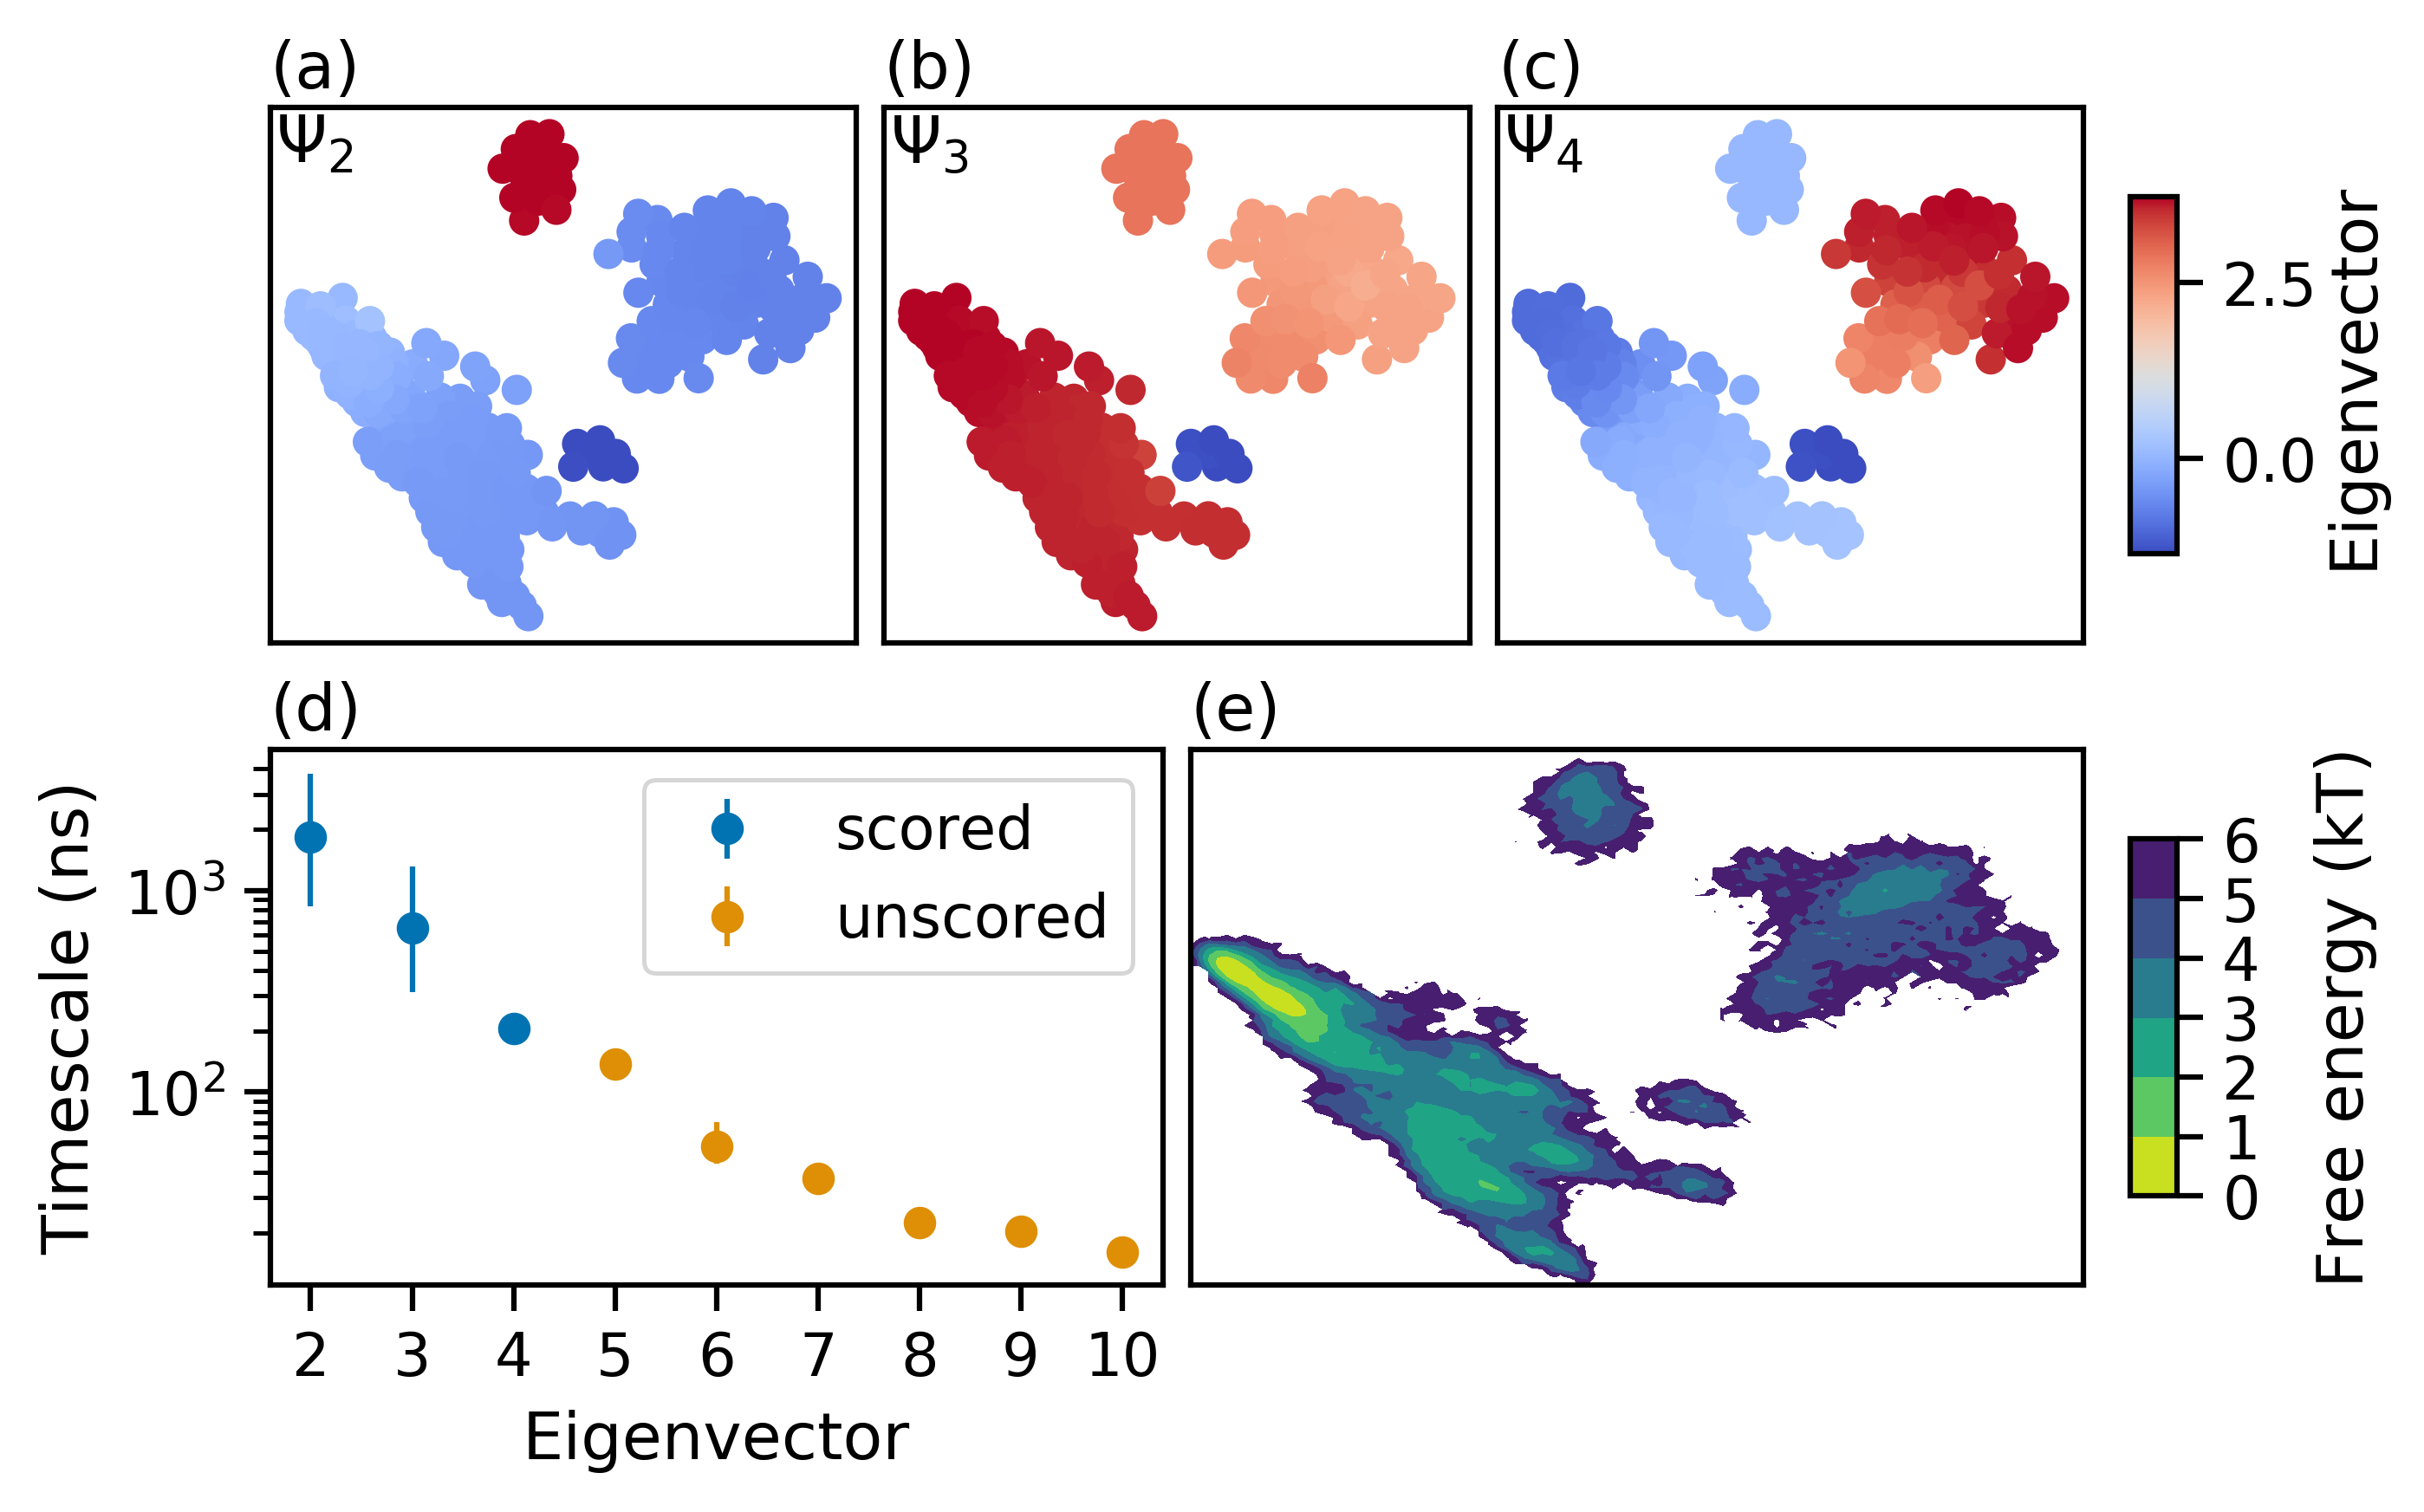 (a)
(b)
(c)
Ψ₂
Ψ₃
Ψ₄
2.5
0.0
Eigenvector
(d)
(e)
Timescale (ns)
10³
10²
scored
unscored
2 3 4 5 6 7 8 9 10
Eigenvector
6
5
4
3
2
1
0
Free energy (kT)